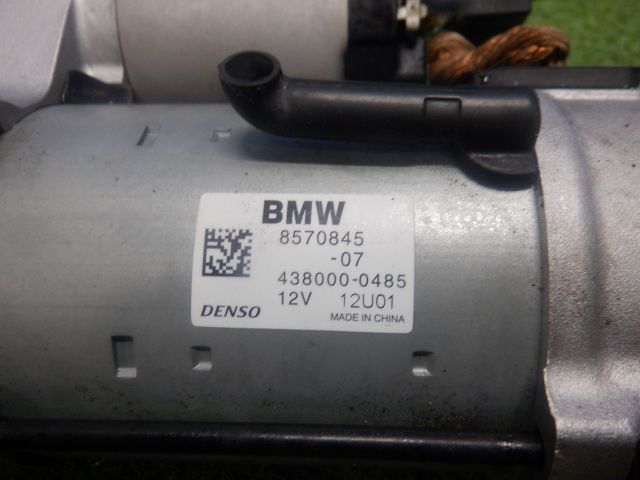 BMW
8570845
-07
438000-0485
12V 12U01
DENSO
MADE IN CHINA